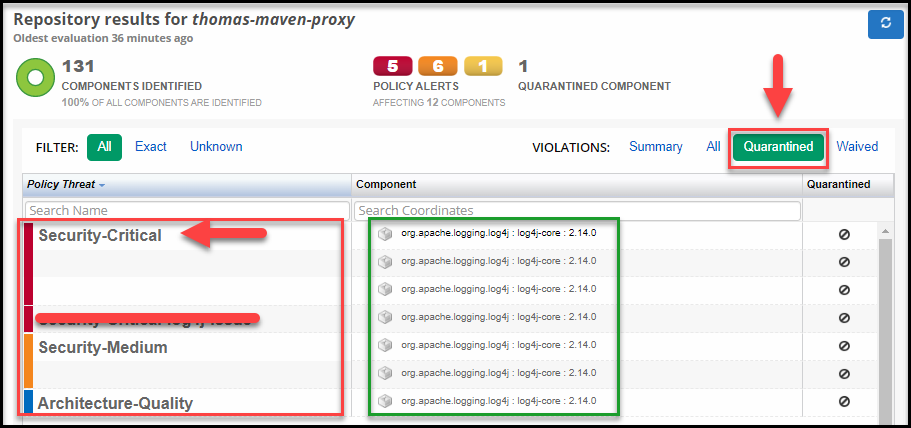 Repository results for thomas-maven-proxy
Oldest evaluation 36 minutes ago
131
COMPONENTS IDENTIFIED
100% OF ALL COMPONENTS ARE IDENTIFIED
5 6 1
POLICY ALERTS
AFFECTING 12 COMPONENTS
1
QUARANTINED COMPONENT
FILTER: All Exact Unknown
VIOLATIONS: Summary All Quarantined Waived
Policy Threat Component Quarantined
Search Name Search Coordinates
Security-Critical org.apache.logging.log4j : log4j-core : 2.14.0
org.apache.logging.log4j : log4j-core : 2.14.0
org.apache.logging.log4j : log4j-core : 2.14.0
org.apache.logging.log4j : log4j-core : 2.14.0
Security-Medium org.apache.logging.log4j : log4j-core : 2.14.0
org.apache.logging.log4j : log4j-core : 2.14.0
Architecture-Quality org.apache.logging.log4j : log4j-core : 2.14.0